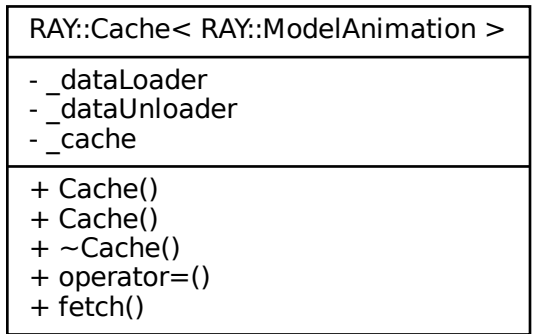 RAY::Cache< RAY::ModelAnimation >
- _dataLoader
- _dataUnloader
- _cache
+ Cache()
+ Cache()
+ ~Cache()
+ operator=()
+ fetch()